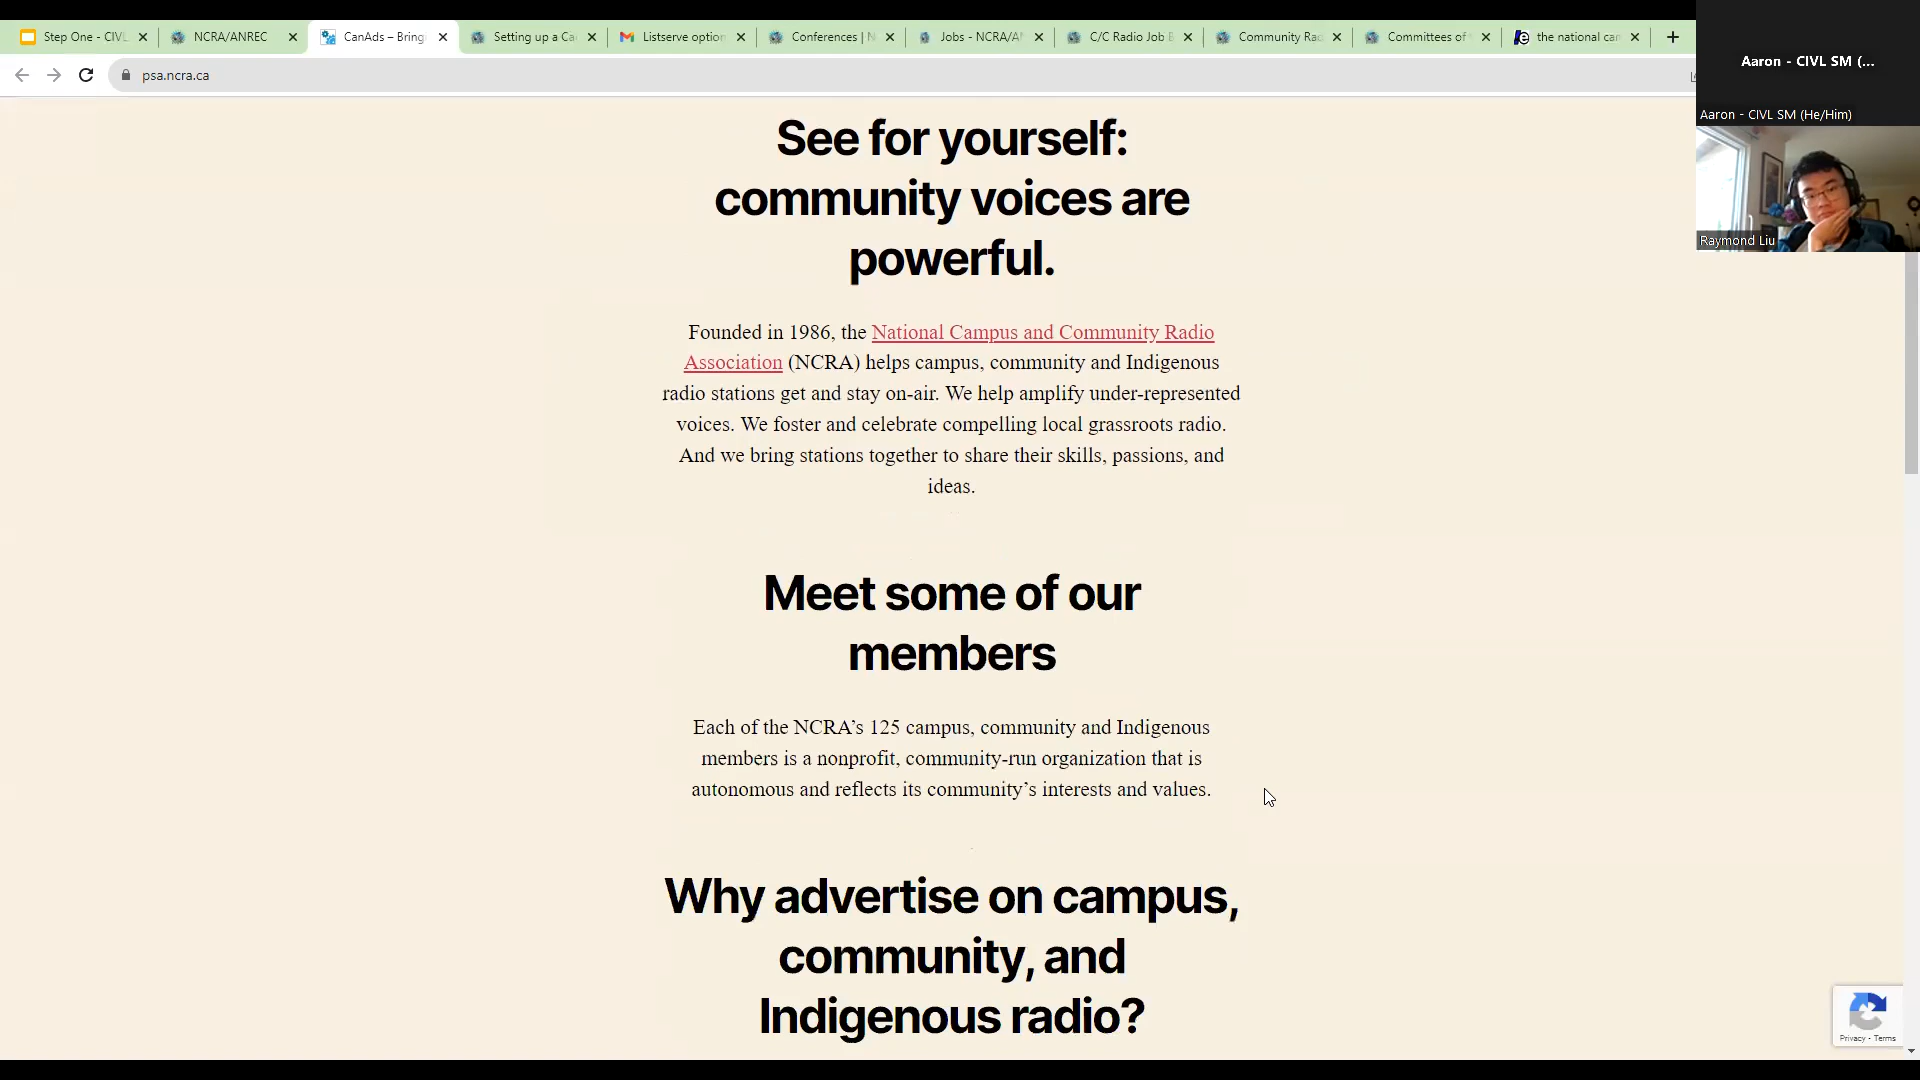 Step One - CIVL
NCRA/ANREC
CanAds – Bring
Setting up a Ca
Listserve option
Conferences | N
Jobs - NCRA/A
C/C Radio Job B
Community Rad
Committees of
the national can
psa.ncra.ca
Aaron - CIVL SM (...
Aaron - CIVL SM (He/Him)
Raymond Liu
See for yourself:
community voices are
powerful.
Founded in 1986, the National Campus and Community Radio
Association (NCRA) helps campus, community and Indigenous
radio stations get and stay on-air. We help amplify under-represented
voices. We foster and celebrate compelling local grassroots radio.
And we bring stations together to share their skills, passions, and
ideas.
Meet some of our
members
Each of the NCRA’s 125 campus, community and Indigenous
members is a nonprofit, community-run organization that is
autonomous and reflects its community’s interests and values.
Why advertise on campus,
community, and
Indigenous radio?
Privacy - Terms